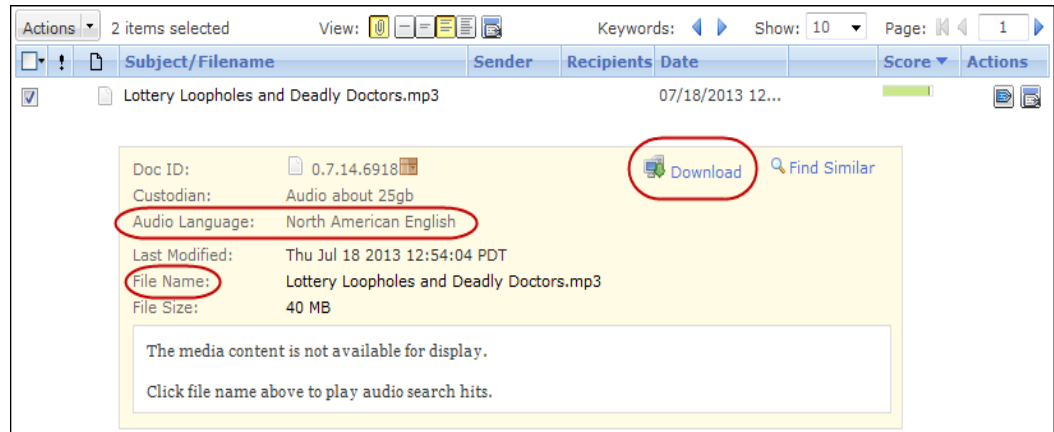 Actions 2 items selected View: Keywords: Show: 10 Page: 1
! Subject/Filename Sender Recipients Date Score Actions
Lottery Loopholes and Deadly Doctors.mp3 07/18/2013 12...
Doc ID: 0.7.14.6918 Download Find Similar
Custodian: Audio about 25gb
Audio Language: North American English
Last Modified: Thu Jul 18 2013 12:54:04 PDT
File Name: Lottery Loopholes and Deadly Doctors.mp3
File Size: 40 MB
The media content is not available for display.
Click file name above to play audio search hits.